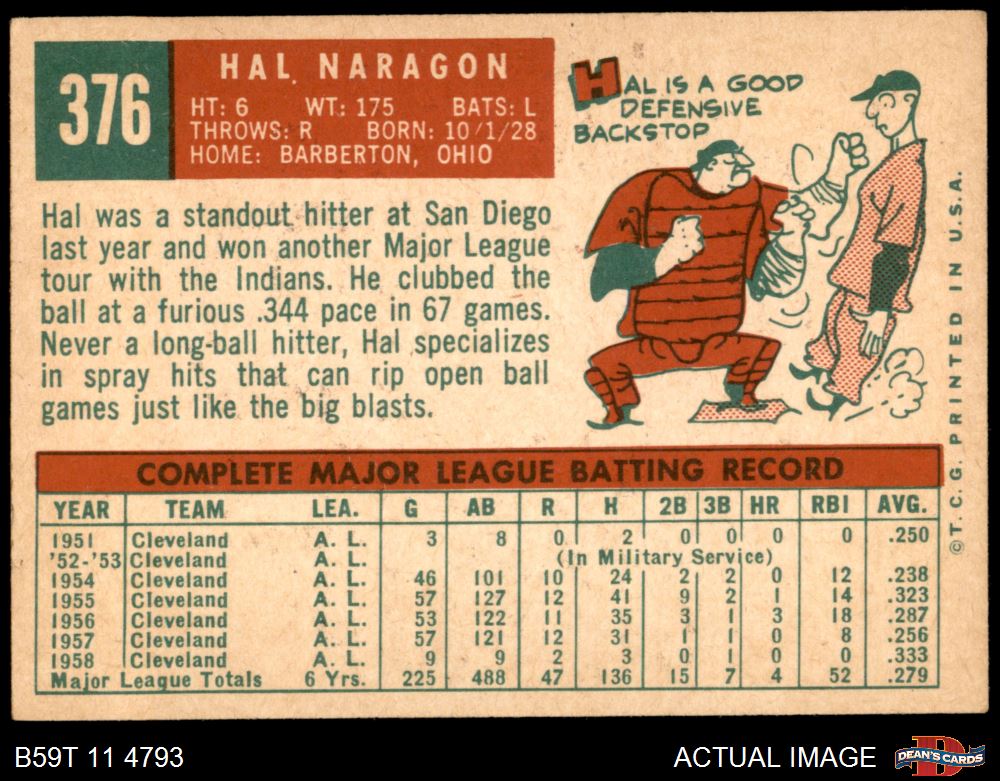 376
HAL NARAGON
HT: 6 WT: 175 BATS: L
THROWS: R BORN: 10/1/28
HOME: BARBERTON, OHIO
HAL IS A GOOD
DEFENSIVE
BACKSTOP
Hal was a standout hitter at San Diego
last year and won another Major League
tour with the Indians. He clubbed the
ball at a furious .344 pace in 67 games.
Never a long-ball hitter, Hal specializes
in spray hits that can rip open ball
games just like the big blasts.
©T. C. G. PRINTED IN U.S.A.
COMPLETE MAJOR LEAGUE BATTING RECORD
YEAR TEAM LEA. G AB R H 2B 3B HR RBI AVG.
1951 Cleveland A. L. 3 8 0 2 0 0 0 0 .250
'52-'53 Cleveland A. L. (In Military Service)
1954 Cleveland A. L. 46 101 10 24 2 2 0 12 .238
1955 Cleveland A. L. 57 127 12 41 9 2 1 14 .323
1956 Cleveland A. L. 53 122 11 35 3 1 3 18 .287
1957 Cleveland A. L. 57 121 12 31 1 1 0 8 .256
1958 Cleveland A. L. 9 9 2 3 0 1 0 0 .333
Major League Totals 6 Yrs. 225 488 47 136 15 7 4 52 .279
B59T 11 4793
ACTUAL IMAGE
D
DEAN'S CARDS